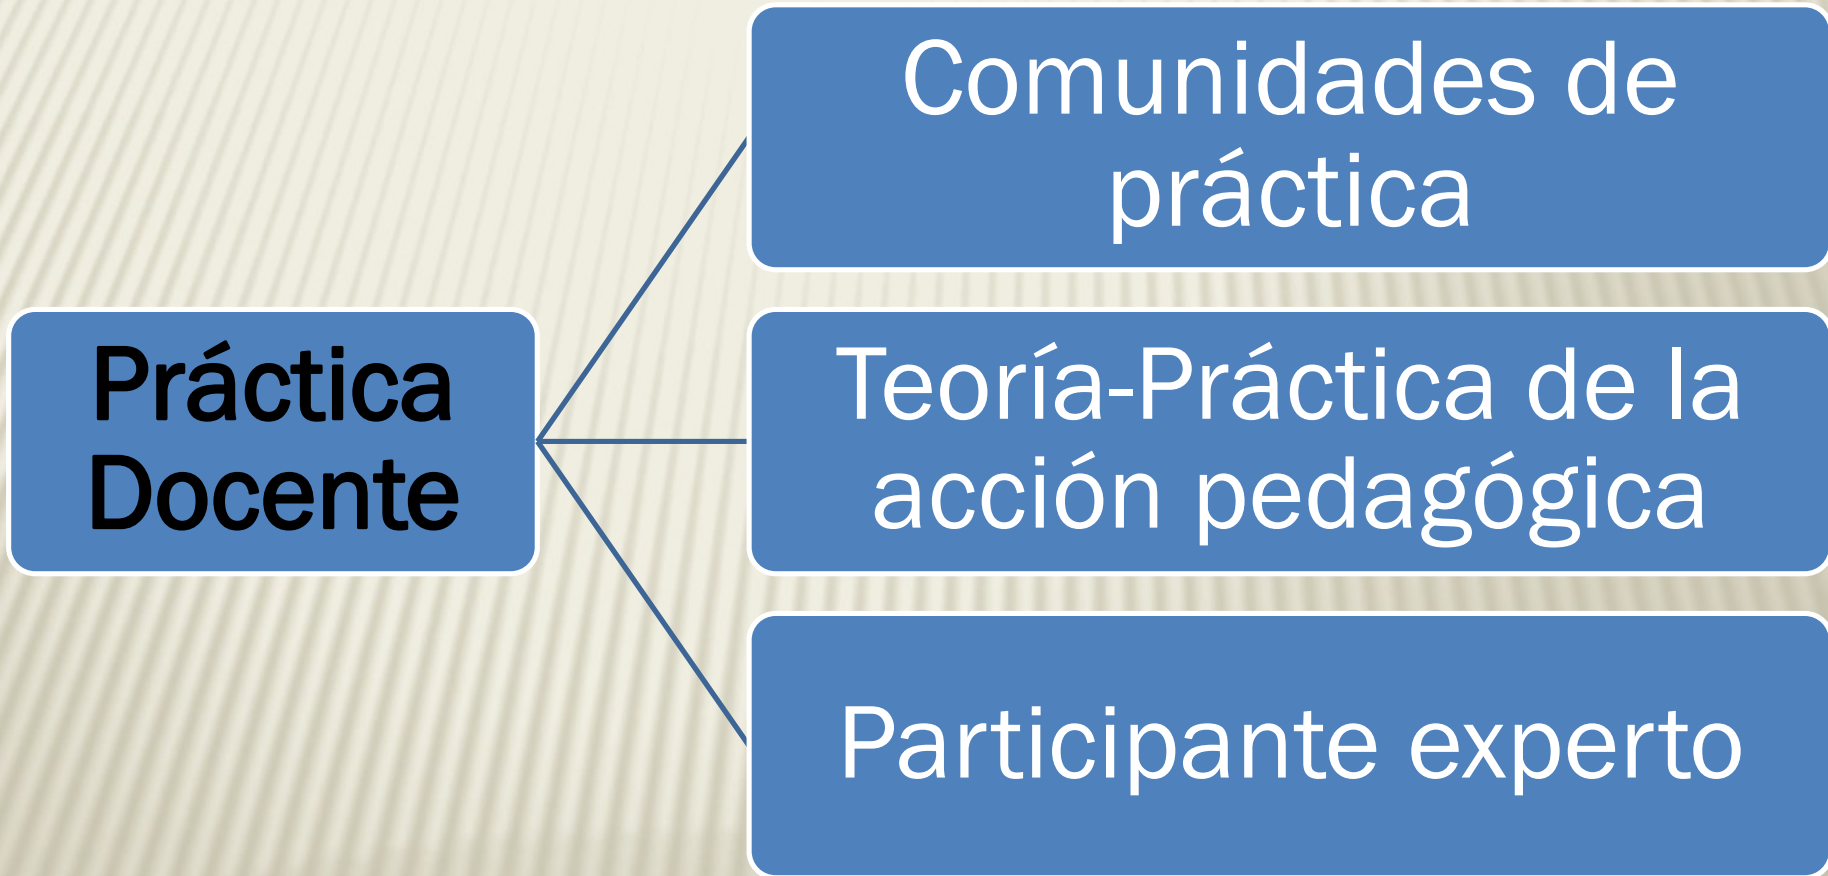 Comunidades de
práctica
Práctica
Docente
Teoría-Práctica de la
acción pedagógica
Participante experto